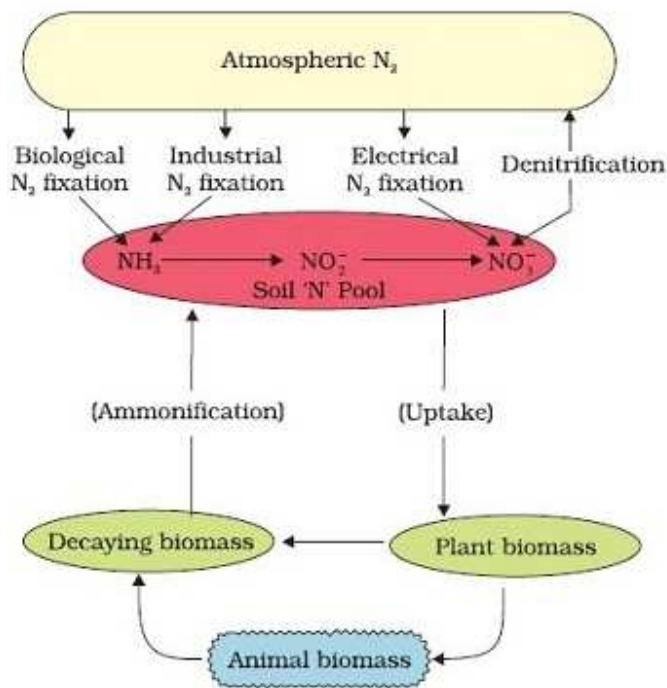 Atmospheric N₂
Biological
N₂ fixation
Industrial
N₂ fixation
Electrical
N₂ fixation
Denitrification
NH₃
NO₂⁻
NO₃⁻
Soil 'N' Pool
(Ammonification)
(Uptake)
Decaying biomass
Plant biomass
Animal biomass